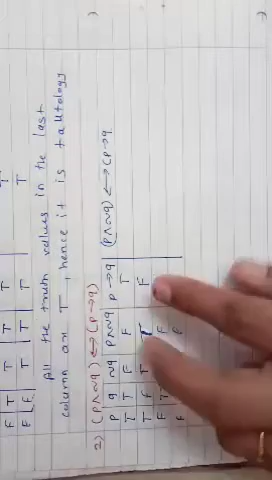 F | T | T | T | T | T
F | F | T | T | T | T
All the truth values in the last
column are T, hence it is tautology
2) (p∧~q) ⟷ (p→q)
p q ~q p∧~q p→q (p∧~q) ⟷ (p→q)
T T F F T
T F T T F
F T
F F